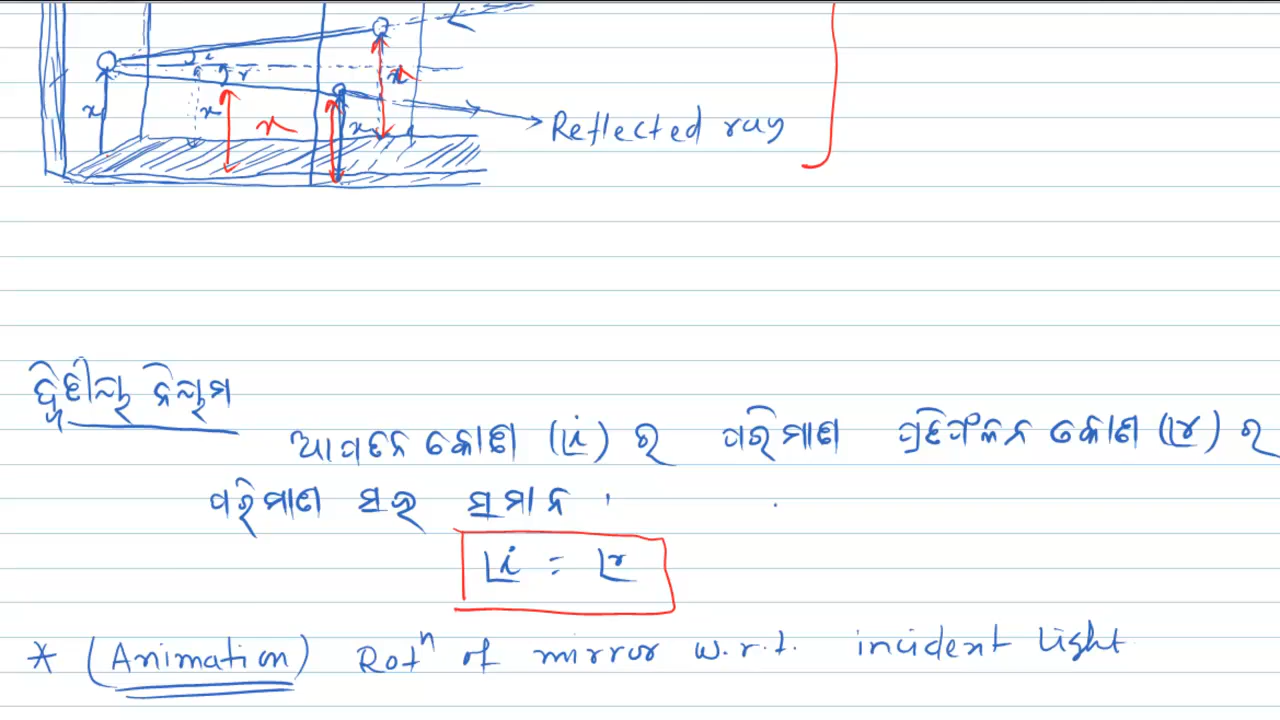 i
r
x
x
x
x
x
Reflected ray
ଦ୍ୱିତୀୟ ନିୟମ
ଆପତନ କୋଣ (∠i) ର ପରିମାଣ ପ୍ରତିଫଳନ କୋଣ (∠r) ର
ପରିମାଣ ସହ ସମାନ ।
∠i = ∠r
* (Animation) Rotⁿ of mirror w.r.t. incident light